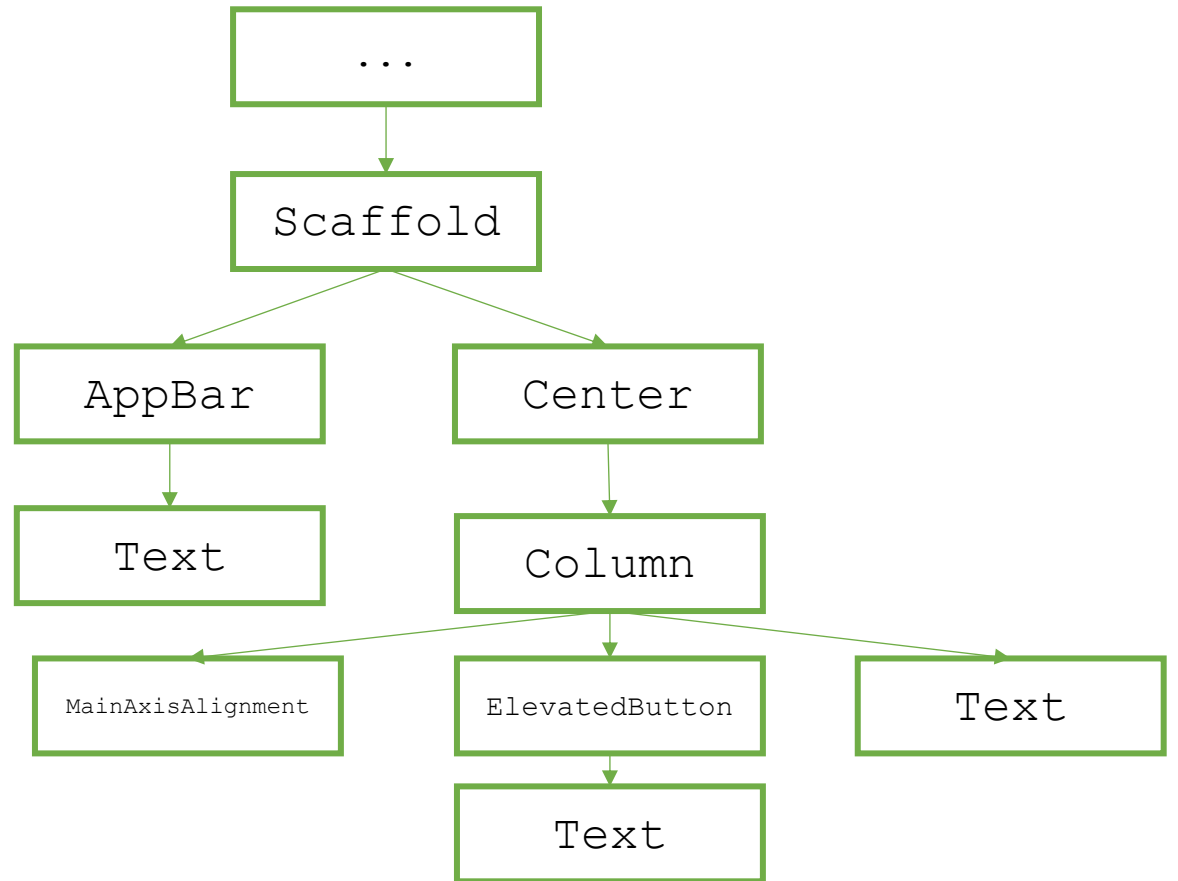 ...
Scaffold
AppBar
Center
Text
Column
MainAxisAlignment
ElevatedButton
Text
Text